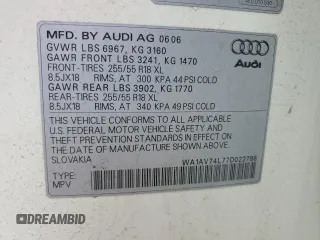 MFD. BY AUDI AG 06 06
GVWR LBS 6967, KG 3160
GAWR FRONT LBS 3241, KG 1470
FRONT-TIRES 255/55 R18 XL
8.5JX18 RIMS, AT 300 KPA 44 PSI COLD
GAWR REAR LBS 3902, KG 1770
REAR-TIRES 255/55 R18 XL
8.5JX18 RIMS, AT 340 KPA 49 PSI COLD
THIS VEHICLE CONFORMS TO ALL APPLICABLE
U.S. FEDERAL MOTOR VEHICLE SAFETY AND
THEFT PREVENTION STANDARDS IN EFFECT ON THE
DATE OF MANUFACTURE SHOWN ABOVE.
SLOVAKIA
TYPE:
MPV
Audi
DREAMBID